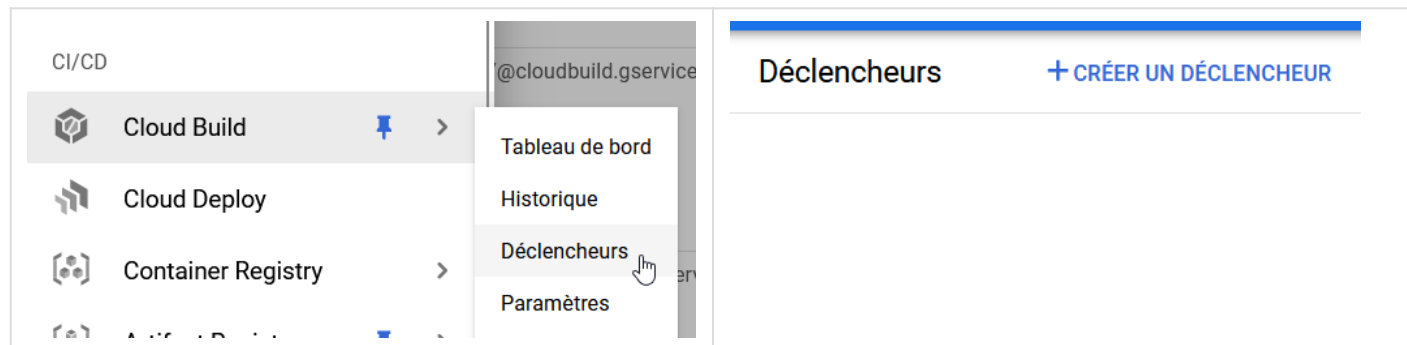 CI/CD
@cloudbuild.gservice
Cloud Build
Cloud Deploy
Container Registry
Tableau de bord
Historique
Déclencheurs
Paramètres
Déclencheurs
+ CRÉER UN DÉCLENCHEUR